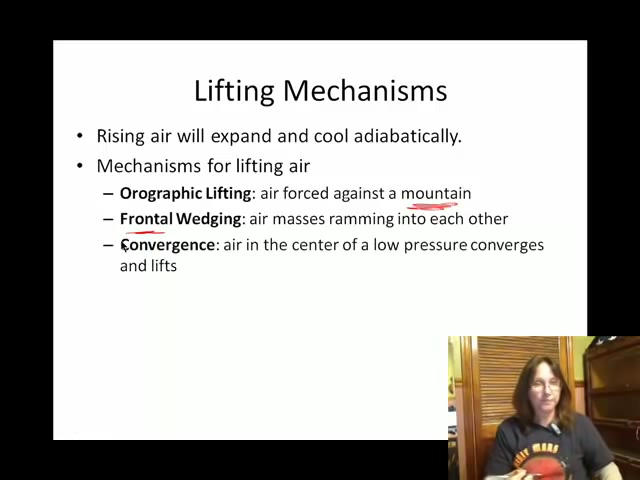 Lifting Mechanisms
• Rising air will expand and cool adiabatically.
• Mechanisms for lifting air
– Orographic Lifting: air forced against a mountain
– Frontal Wedging: air masses ramming into each other
– Convergence: air in the center of a low pressure converges
and lifts
MARS